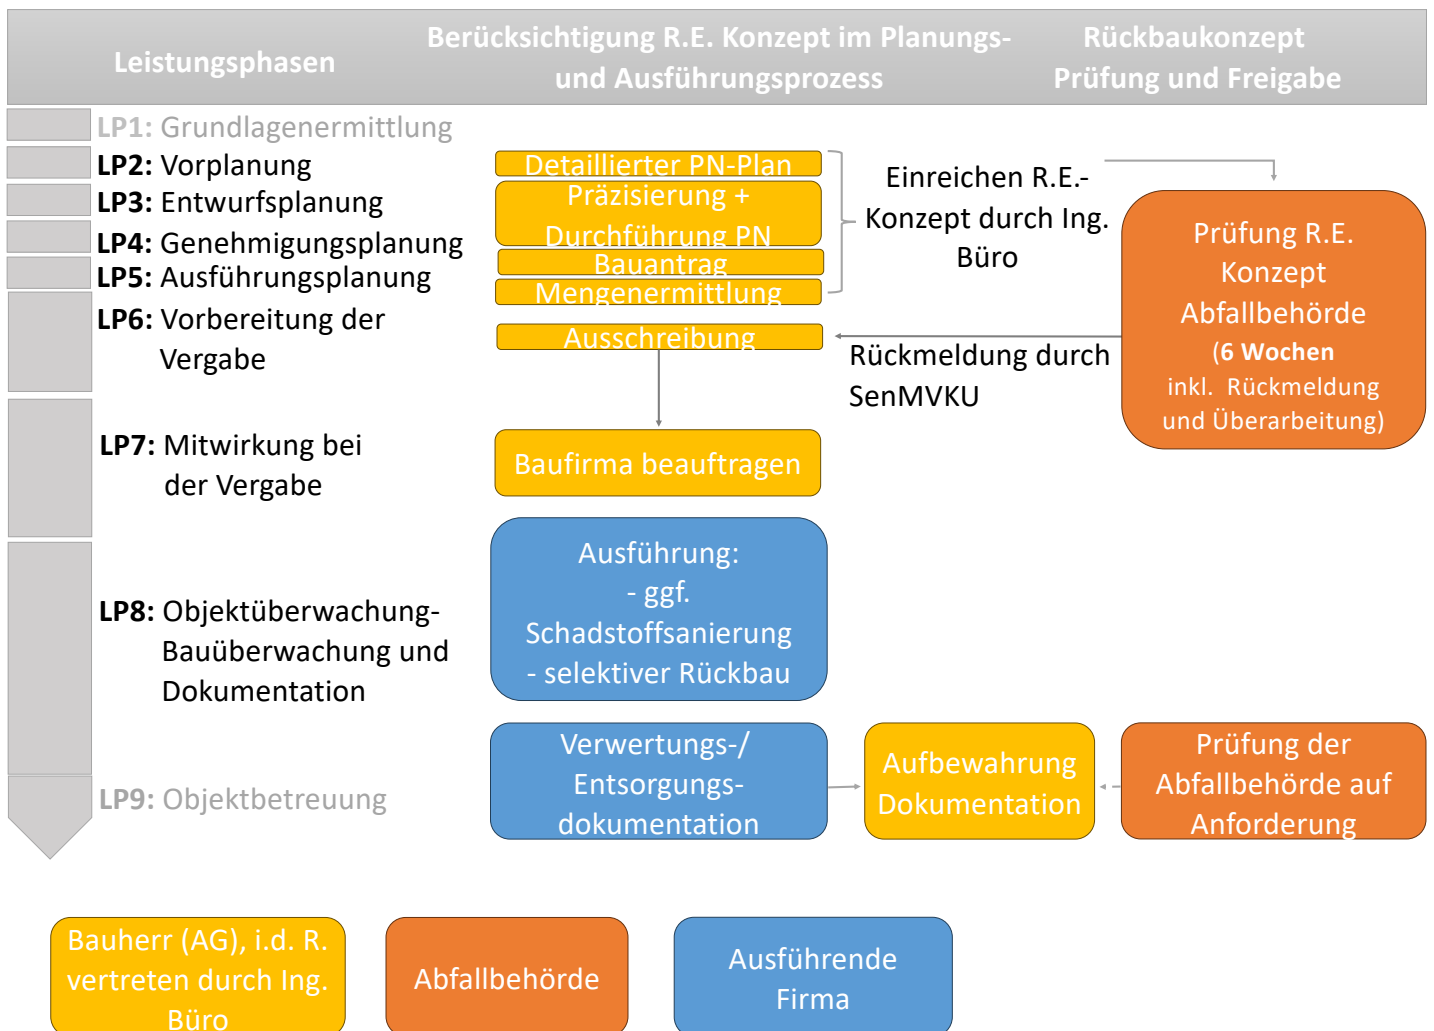 Leistungsphasen
Berücksichtigung R.E. Konzept im Planungs-
und Ausführungsprozess
Rückbaukonzept
Prüfung und Freigabe
LP1: Grundlagenermittlung
LP2: Vorplanung
LP3: Entwurfsplanung
LP4: Genehmigungsplanung
LP5: Ausführungsplanung
LP6: Vorbereitung der
Vergabe
LP7: Mitwirkung bei
der Vergabe
LP8: Objektüberwachung-
Bauüberwachung und
Dokumentation
LP9: Objektbetreuung
Detaillierter PN-Plan
Präzisierung +
Durchführung PN
Bauantrag
Mengenermittlung
Ausschreibung
Baufirma beauftragen
Ausführung:
- ggf.
Schadstoffsanierung
- selektiver Rückbau
Verwertungs-/
Entsorgungs-
dokumentation
Einreichen R.E.-
Konzept durch Ing.
Büro
Rückmeldung durch
SenMVKU
Aufbewahrung
Dokumentation
Prüfung R.E.
Konzept
Abfallbehörde
(6 Wochen
inkl. Rückmeldung
und Überarbeitung)
Prüfung der
Abfallbehörde auf
Anforderung
Bauherr (AG), i.d. R.
vertreten durch Ing.
Büro
Abfallbehörde
Ausführende
Firma